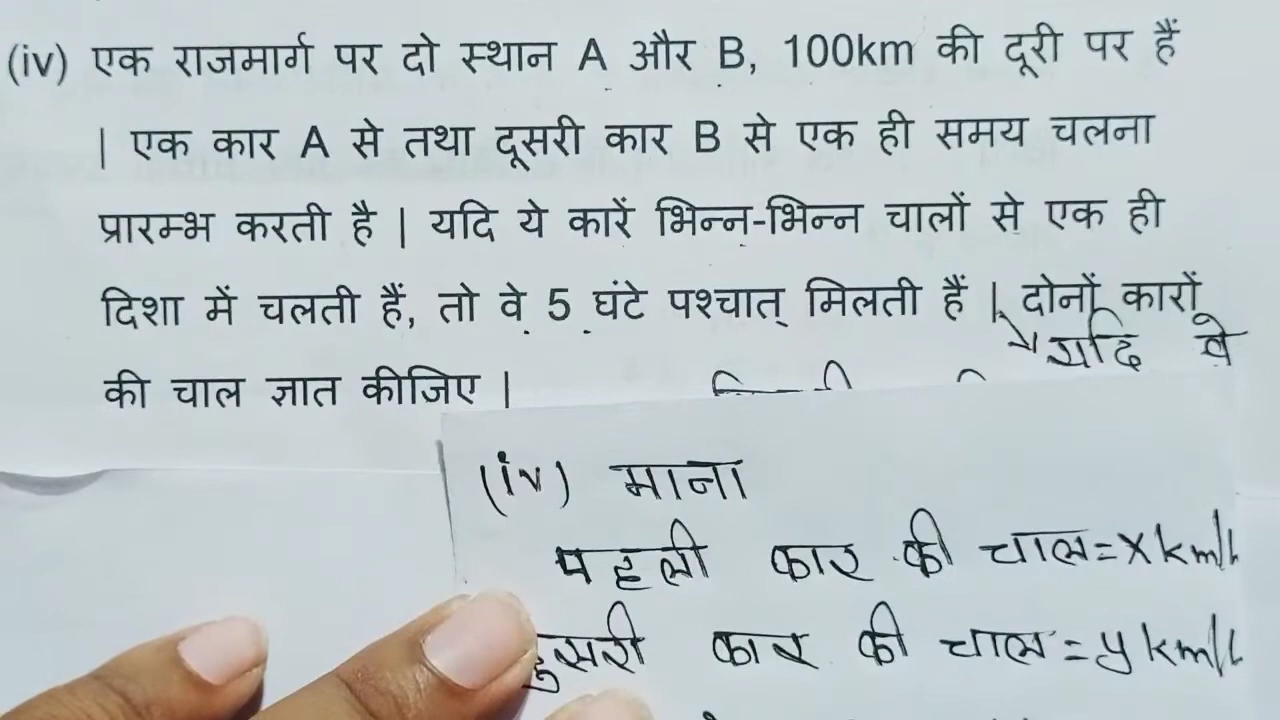 (iv) एक राजमार्ग पर दो स्थान A और B, 100km की दूरी पर हैं
| एक कार A से तथा दूसरी कार B से एक ही समय चलना
प्रारम्भ करती है | यदि ये कारें भिन्न-भिन्न चालों से एक ही
दिशा में चलती हैं, तो वे 5 घंटे पश्चात् मिलती हैं | दोनों कारों
यदि वे
की चाल ज्ञात कीजिए |
(iv) माना
पहली कार की चाल = x km/h
दुसरी कार की चाल = y km/h